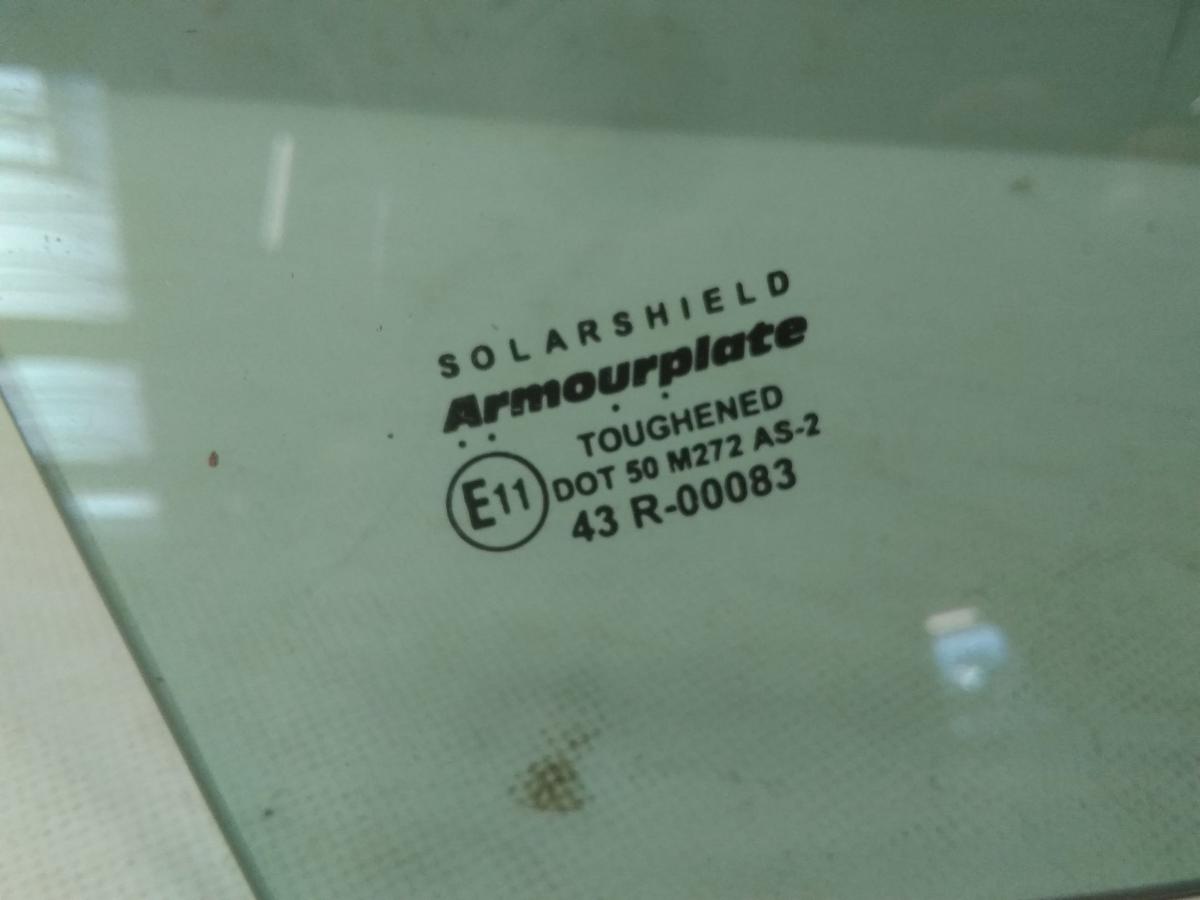 SOLARSHIELD
Armourplate
TOUGHENED
E11 DOT 50 M272 AS-2
43 R-00083